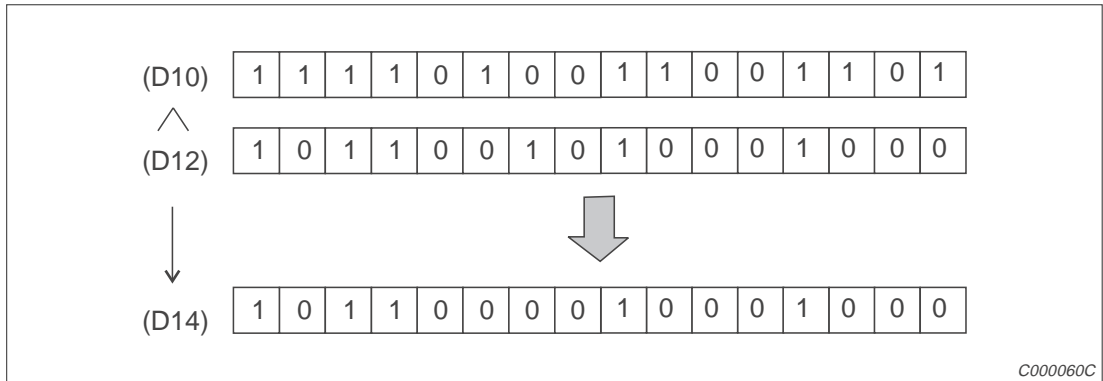 (D10) 1 1 1 1 0 1 0 0 1 1 0 0 1 1 0 1
(D12) 1 0 1 1 0 0 1 0 1 0 0 0 1 0 0 0
(D14) 1 0 1 1 0 0 0 0 1 0 0 0 1 0 0 0
C000060C